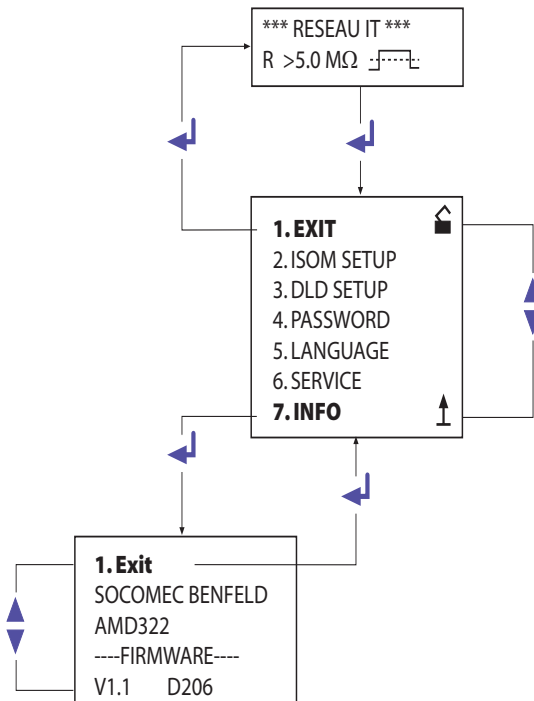 *** RESEAU IT ***
R >5.0 MΩ
1. EXIT
2. ISOM SETUP
3. DLD SETUP
4. PASSWORD
5. LANGUAGE
6. SERVICE
7. INFO
1. Exit
SOCOMEC BENFELD
AMD322
----FIRMWARE----
V1.1 D206